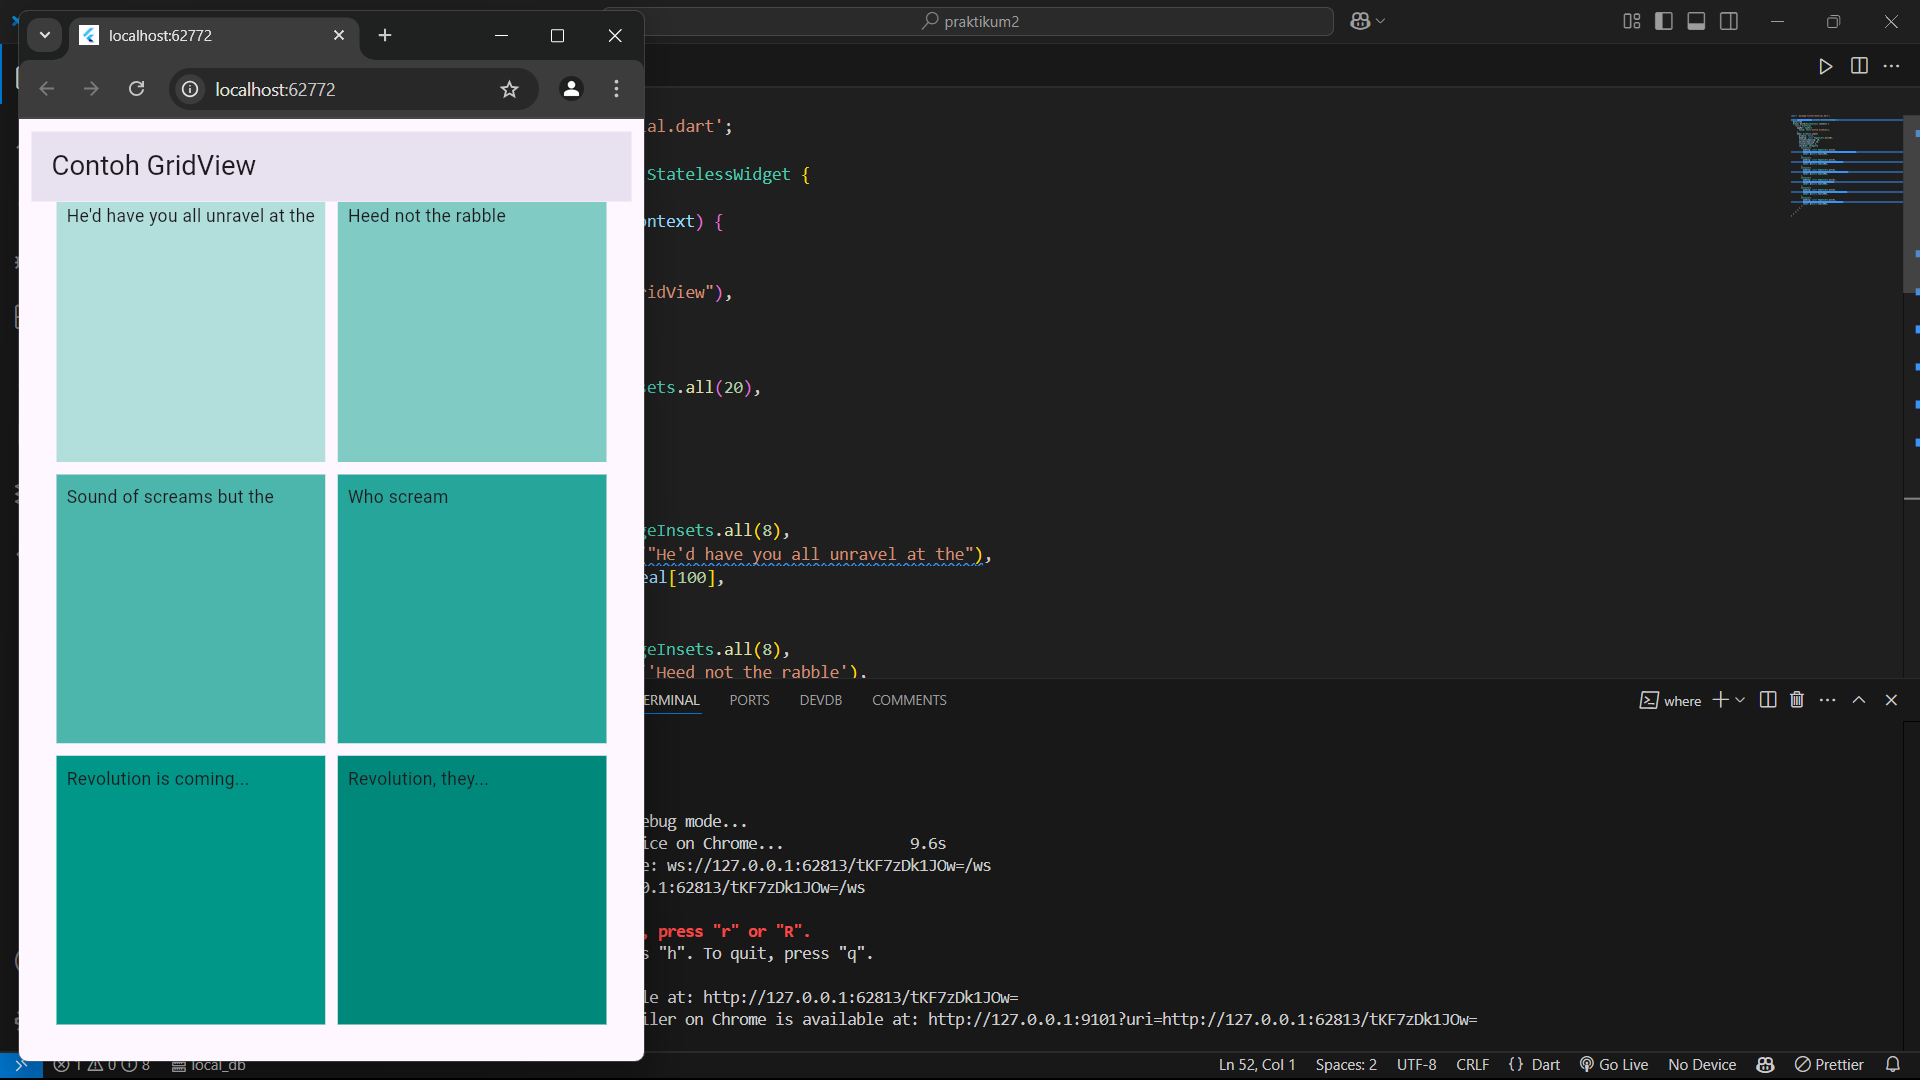 localhost:62772
praktikum2
localhost:62772
Contoh GridView
He'd have you all unravel at the
Heed not the rabble
Sound of screams but the
Who scream
Revolution is coming...
Revolution, they...
al.dart';
StatelessWidget {
ontext) {
ridView"),
ets.all(20),
geInsets.all(8),
"He'd have you all unravel at the"),
eal[100],
geInsets.all(8),
'Heed not the rabble'),
ERMINAL
PORTS
DEVDB
COMMENTS
where
ebug mode...
ice on Chrome... 9.6s
e: ws://127.0.0.1:62813/tKF7zDk1JOw=/ws
0.1:62813/tKF7zDk1JOw=/ws
, press "r" or "R".
s "h". To quit, press "q".
le at: http://127.0.0.1:62813/tKF7zDk1JOw=
iler on Chrome is available at: http://127.0.0.1:9101?uri=http://127.0.0.1:62813/tKF7zDk1JOw=
1 0 8 local_db
Ln 52, Col 1 Spaces: 2 UTF-8 CRLF {} Dart Go Live No Device Prettier